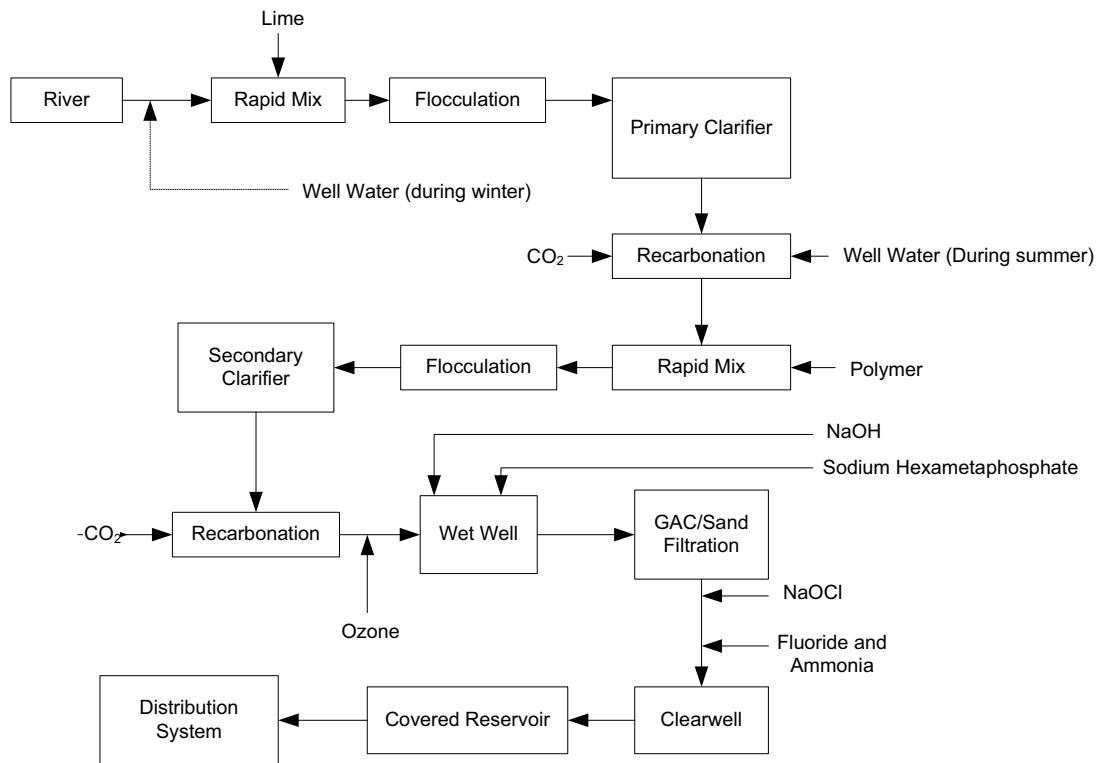 Lime
River
Rapid Mix
Flocculation
Primary Clarifier
Well Water (during winter)
CO2
Recarbonation
Well Water (During summer)
Secondary
Clarifier
Flocculation
Rapid Mix
Polymer
NaOH
Sodium Hexametaphosphate
-CO2
Recarbonation
Wet Well
GAC/Sand
Filtration
NaOCl
Ozone
Fluoride and
Ammonia
Distribution
System
Covered Reservoir
Clearwell